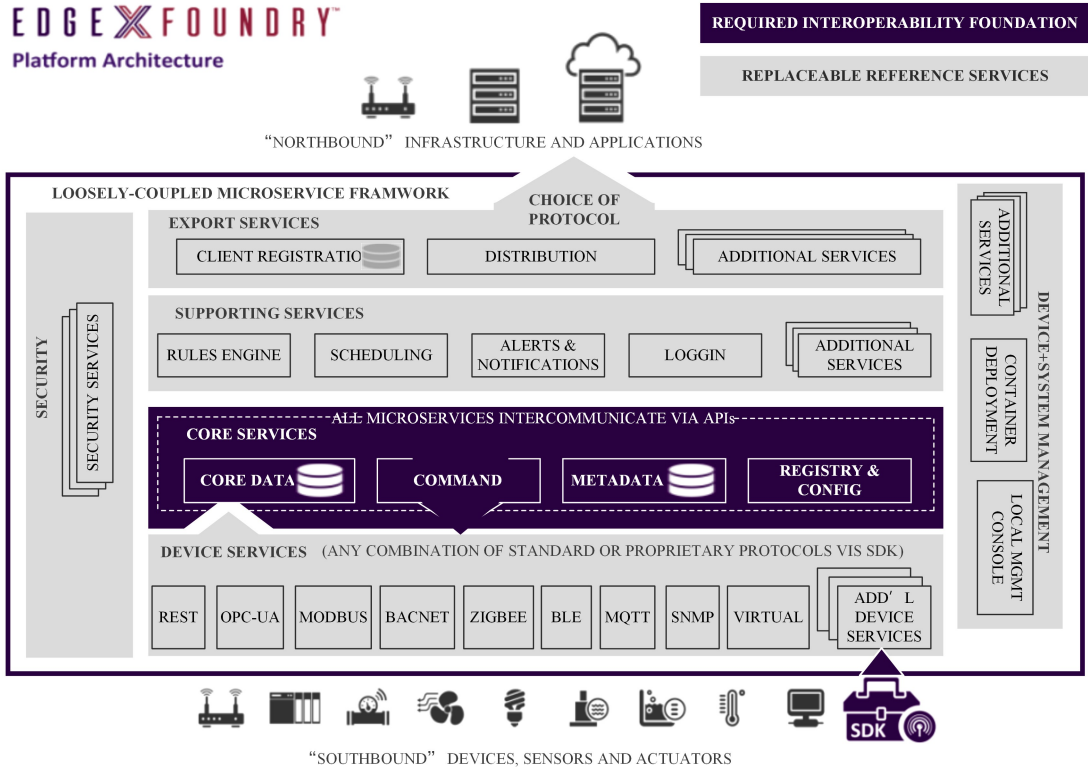 EDGE X FOUNDRY™
Platform Architecture
REQUIRED INTEROPERABILITY FOUNDATION
REPLACEABLE REFERENCE SERVICES
“NORTHBOUND” INFRASTRUCTURE AND APPLICATIONS
LOOSELY-COUPLED MICROSERVICE FRAMWORK
CHOICE OF
PROTOCOL
EXPORT SERVICES
CLIENT REGISTRATIO
DISTRIBUTION
ADDITIONAL SERVICES
SUPPORTING SERVICES
RULES ENGINE
SCHEDULING
ALERTS &
NOTIFICATIONS
LOGGIN
ADDITIONAL
SERVICES
ALL MICROSERVICES INTERCOMMUNICATE VIA APIs
CORE SERVICES
CORE DATA
COMMAND
METADATA
REGISTRY &
CONFIG
DEVICE SERVICES (ANY COMBINATION OF STANDARD OR PROPRIETARY PROTOCOLS VIS SDK)
REST
OPC-UA
MODBUS
BACNET
ZIGBEE
BLE
MQTT
SNMP
VIRTUAL
ADD’L
DEVICE
SERVICES
SECURITY
SECURITY SERVICES
ADDITIONAL
SERVICES
CONTAINER
DEPLOYMENT
LOCAL MGMT
CONSOLE
DEVICE+SYSTEM MANAGEMENT
SDK
“SOUTHBOUND” DEVICES, SENSORS AND ACTUATORS